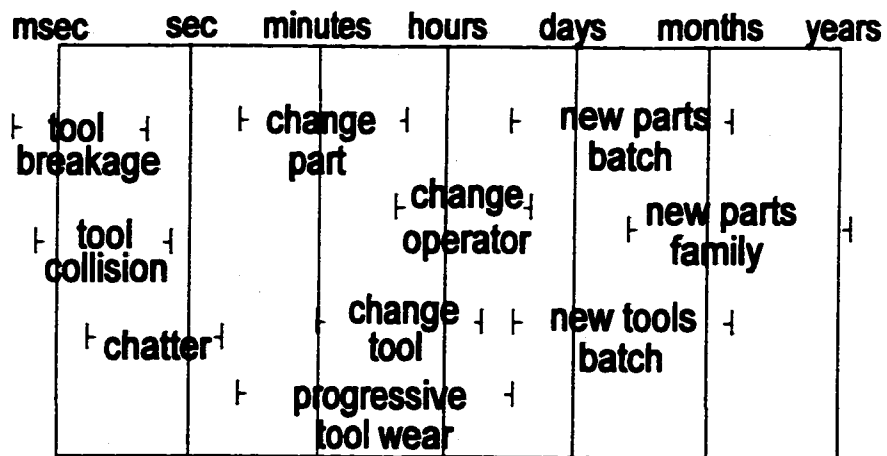 msec sec minutes hours days months years
tool breakage
change part
new parts batch
change operator
new parts family
tool collision
change tool
new tools batch
chatter
progressive tool wear